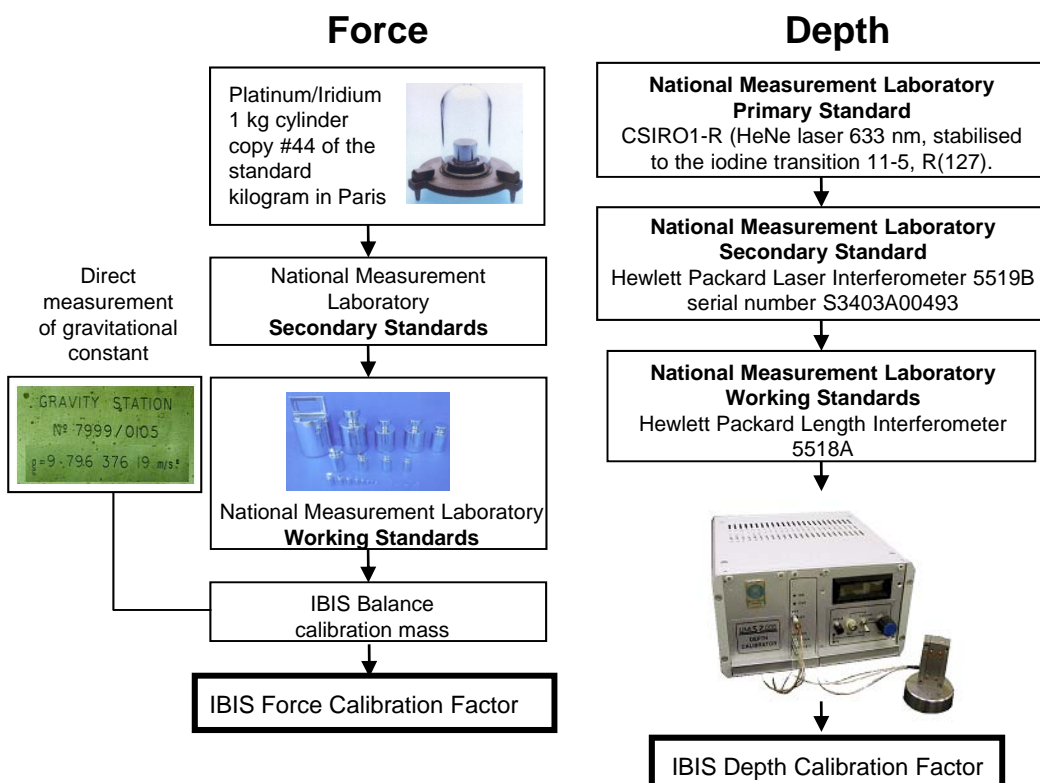 Force
Platinum/Iridium
1 kg cylinder
copy #44 of the
standard
kilogram in Paris
National Measurement
Laboratory
Secondary Standards
Direct
measurement
of gravitational
constant
GRAVITY STATION
Nº 7999/0105
=9.796 376 19 m/s²
National Measurement Laboratory
Working Standards
IBIS Balance
calibration mass
IBIS Force Calibration Factor
Depth
National Measurement Laboratory
Primary Standard
CSIRO1-R (HeNe laser 633 nm, stabilised
to the iodine transition 11-5, R(127).
National Measurement Laboratory
Secondary Standard
Hewlett Packard Laser Interferometer 5519B
serial number S3403A00493
National Measurement Laboratory
Working Standards
Hewlett Packard Length Interferometer
5518A
DEPTH
CALIBRATOR
IBIS Depth Calibration Factor